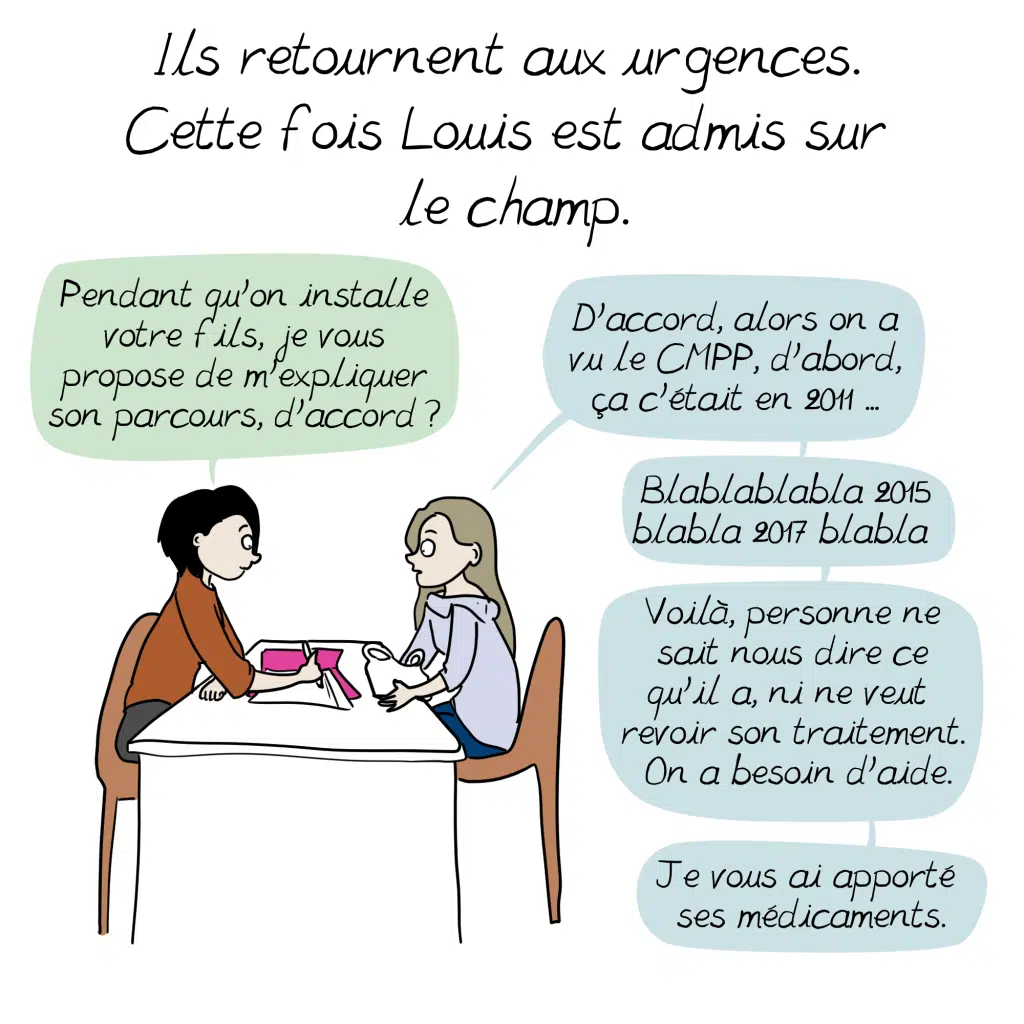 Ils retournent aux urgences.
Cette fois Louis est admis sur
le champ.
Pendant qu'on installe
votre fils, je vous
propose de m'expliquer
son parcours, d'accord ?
D'accord, alors on a
vu le CMPP, d'abord,
ça c'était en 2011 ...
Blablablabla 2015
blabla 2017 blabla
Voilà, personne ne
sait nous dire ce
qu'il a, ni ne veut
revoir son traitement.
On a besoin d'aide.
Je vous ai apporté
ses médicaments.